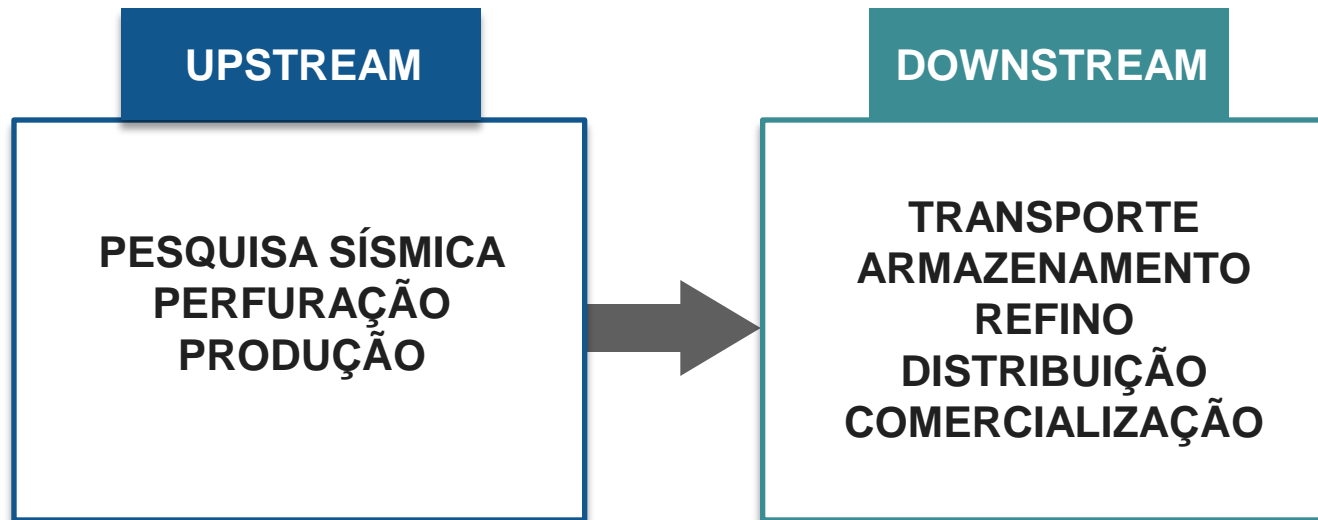 UPSTREAM
PESQUISA SÍSMICA
PERFURAÇÃO
PRODUÇÃO
DOWNSTREAM
TRANSPORTE
ARMAZENAMENTO
REFINO
DISTRIBUIÇÃO
COMERCIALIZAÇÃO